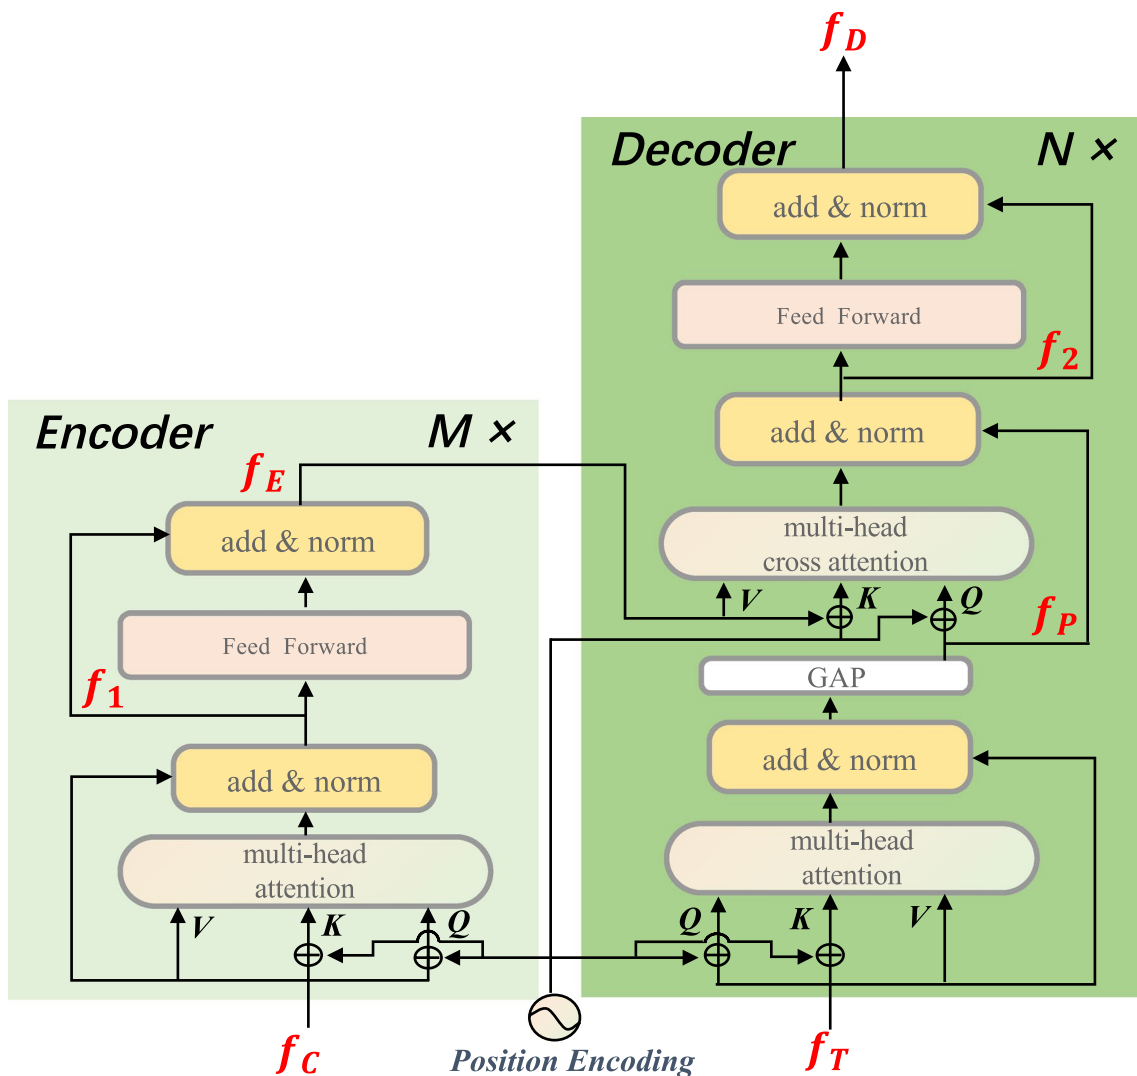 f_D
Decoder N ×
add & norm
Feed Forward
f_2
add & norm
multi-head
cross attention
V K Q
f_P
GAP
add & norm
multi-head
attention
Q K V
f_T
Encoder M ×
f_E
add & norm
Feed Forward
f_1
add & norm
multi-head
attention
V K Q
f_C
Position Encoding